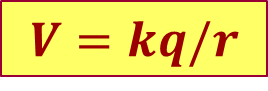 V = kq/r